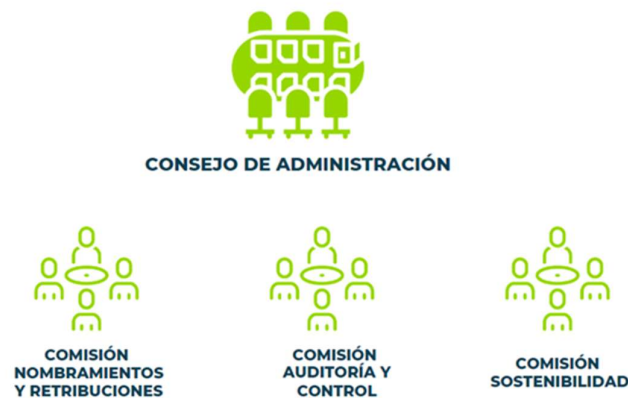 CONSEJO DE ADMINISTRACIÓN
COMISIÓN
NOMBRAMIENTOS
Y RETRIBUCIONES
COMISIÓN
AUDITORÍA Y
CONTROL
COMISIÓN
SOSTENIBILIDAD